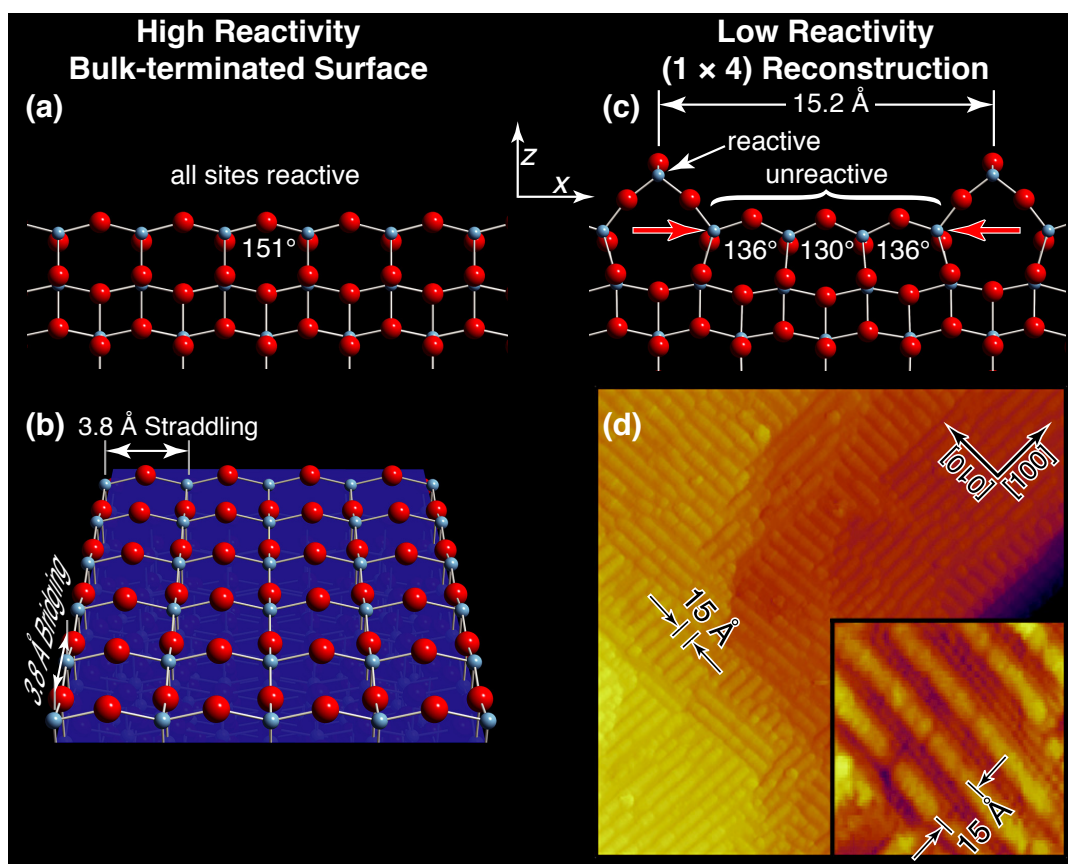 High Reactivity
Bulk-terminated Surface
(a)
all sites reactive
151°
z
x
Low Reactivity
(1 × 4) Reconstruction
(c)
15.2 Å
reactive
unreactive
136°
130°
136°
(b)
3.8 Å Straddling
3.8 Å Bridging
(d)
[010]
[100]
15 Å
15 Å